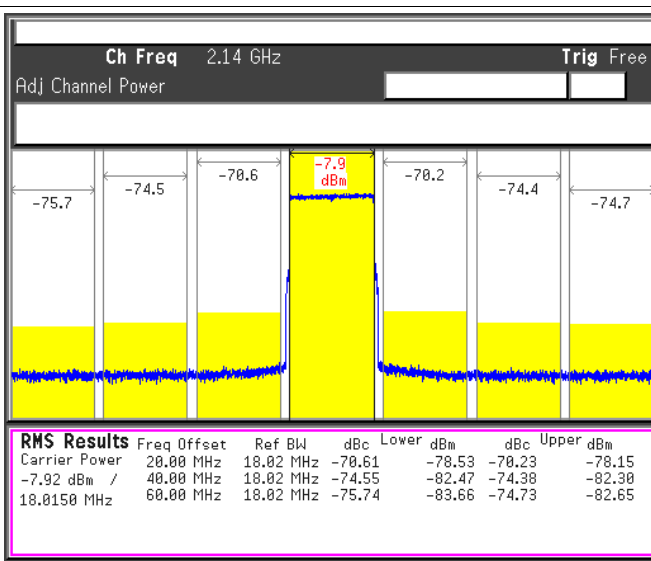 Ch Freq 2.14 GHz Trig Free
Adj Channel Power
-7.9
dBm
-70.6 -70.2
-74.5 -74.4
-75.7 -74.7
RMS Results Freq Offset Ref BW dBc Lower dBm dBc Upper dBm
Carrier Power 20.00 MHz 18.02 MHz -70.61 -78.53 -70.23 -78.15
-7.92 dBm / 40.00 MHz 18.02 MHz -74.55 -82.47 -74.38 -82.30
18.0150 MHz 60.00 MHz 18.02 MHz -75.74 -83.66 -74.73 -82.65